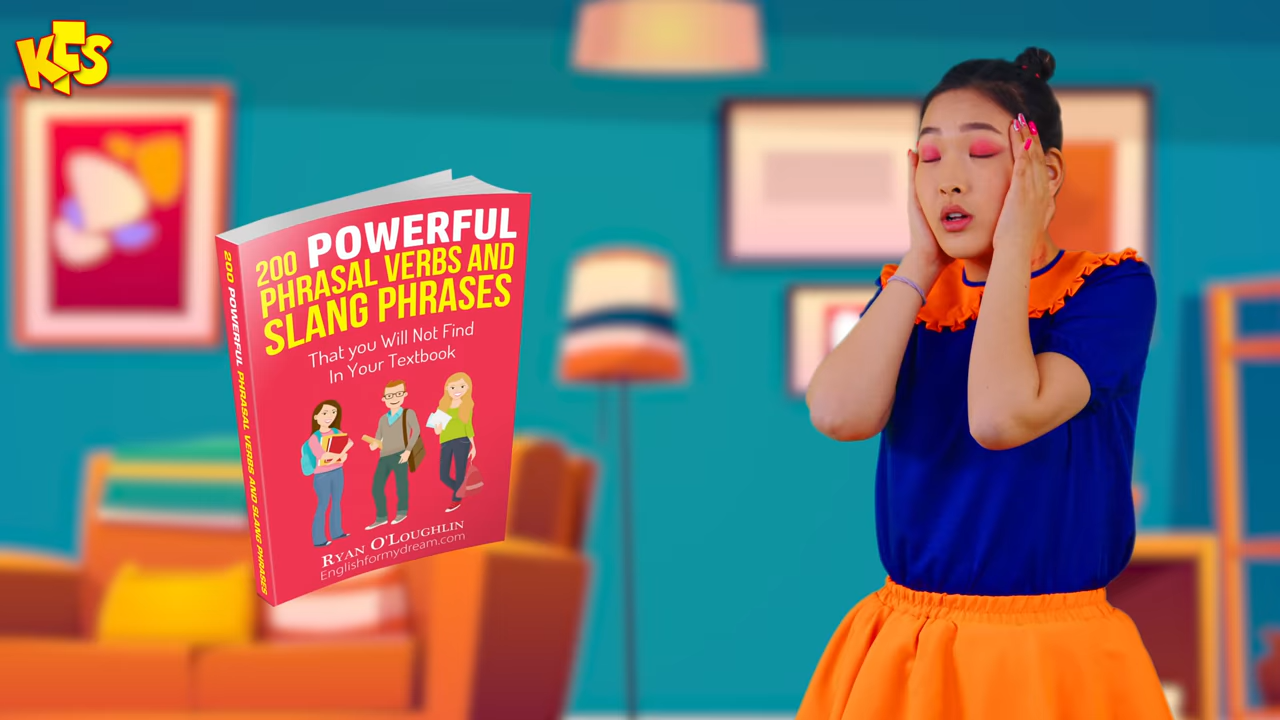 KFS
200 POWERFUL
PHRASAL VERBS AND
SLANG PHRASES
That you Will Not Find
In Your Textbook
RYAN O'LOUGHLIN
Englishformydream.com
200 POWERFUL PHRASAL VERBS AND SLANG PHRASES